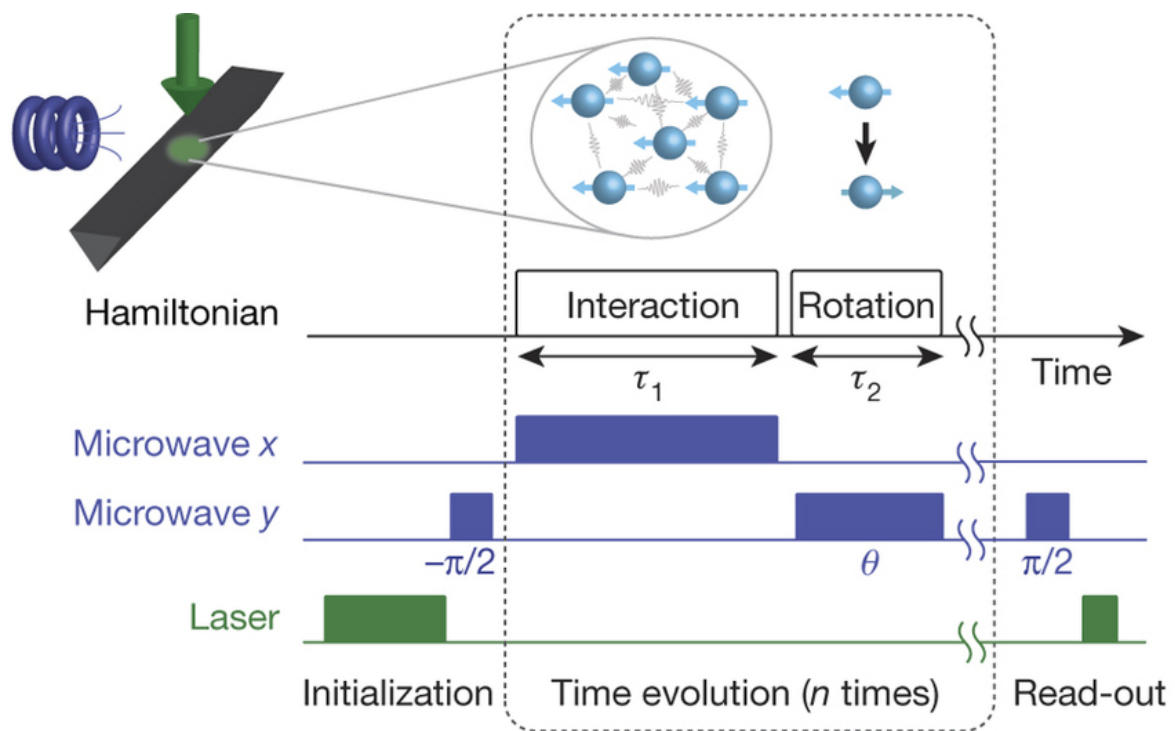 Hamiltonian
Interaction
Rotation
τ1
τ2
Time
Microwave x
Microwave y
–π/2
θ
π/2
Laser
Initialization
Time evolution (n times)
Read-out